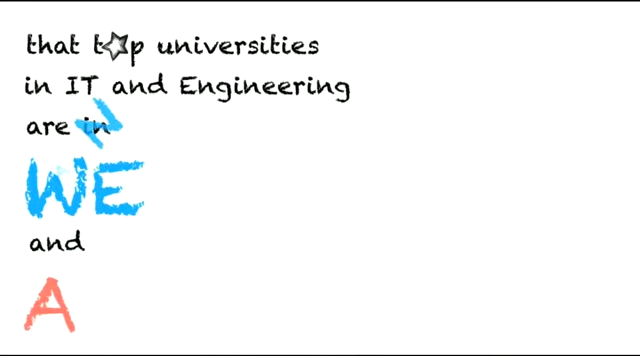 that top universities
in IT and Engineering
are in
WE
and
A